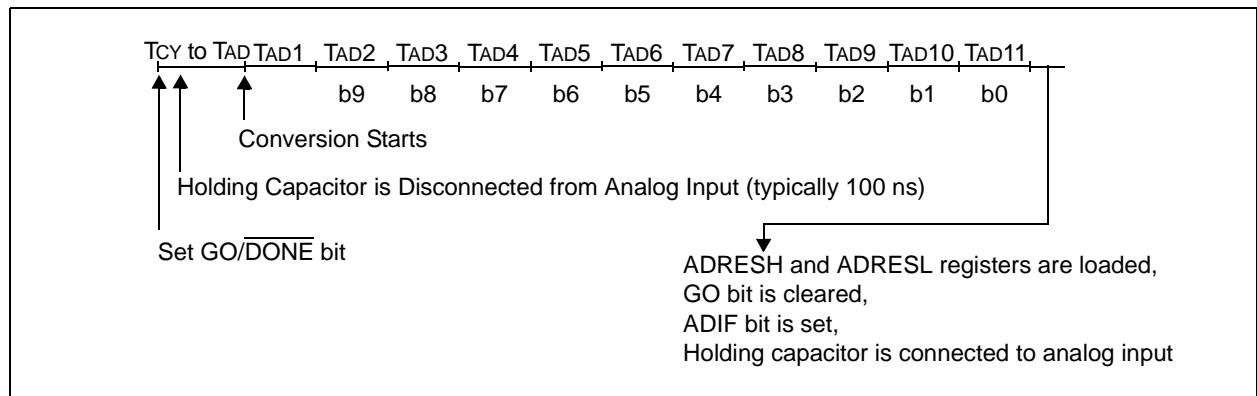 TCY to TAD TAD1 TAD2 TAD3 TAD4 TAD5 TAD6 TAD7 TAD8 TAD9 TAD10 TAD11
b9 b8 b7 b6 b5 b4 b3 b2 b1 b0
Conversion Starts
Holding Capacitor is Disconnected from Analog Input (typically 100 ns)
Set GO/DONE bit
ADRESH and ADRESL registers are loaded,
GO bit is cleared,
ADIF bit is set,
Holding capacitor is connected to analog input